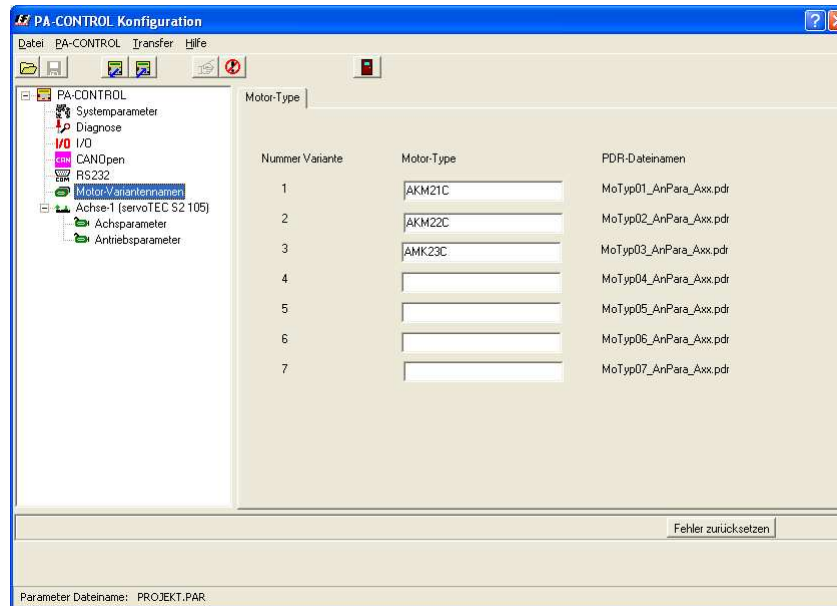 PA-CONTROL Konfiguration
Datei PA-CONTROL Transfer Hilfe
PA-CONTROL
Systemparameter
Diagnose
I/O I/O
CAN CANOpen
COM RS232
Motor-Variantennamen
Achse-1 (servoTEC S2 105)
Achsparameter
Antriebsparameter
Motor-Type
Nummer Variante Motor-Type PDR-Dateinamen
1 AKM21C MoTyp01_AnPara_Axx.pdr
2 AKM22C MoTyp02_AnPara_Axx.pdr
3 AMK23C MoTyp03_AnPara_Axx.pdr
4 MoTyp04_AnPara_Axx.pdr
5 MoTyp05_AnPara_Axx.pdr
6 MoTyp06_AnPara_Axx.pdr
7 MoTyp07_AnPara_Axx.pdr
Fehler zurücksetzen
Parameter Dateiname: PROJEKT.PAR